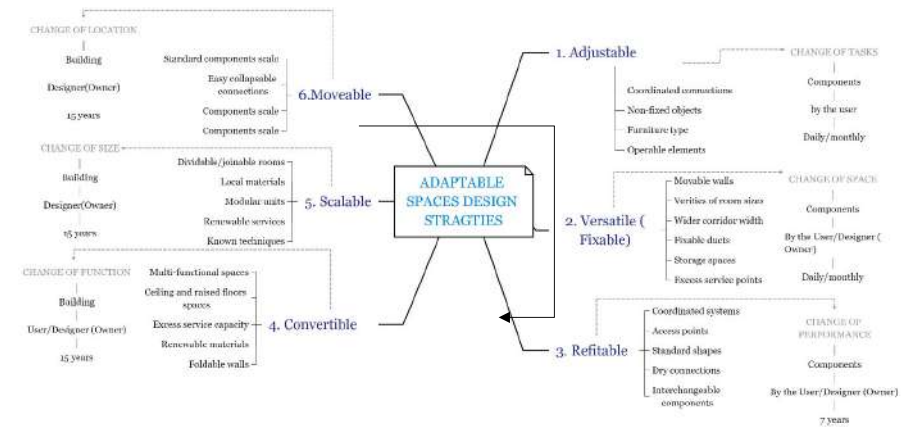 ADAPTABLE
SPACES DESIGN
STRAGTIES
1. Adjustable
Coordinated connections
Non-fixed objects
Furniture type
Operable elements
CHANGE OF TASKS
Components
by the user
Daily/monthly
2. Versatile (
Fixable)
Movable walls
Verities of room sizes
Wider corridor width
Fixable ducts
Storage spaces
Excess service points
CHANGE OF SPACE
Components
By the User/Designer (
Owner)
Daily/monthly
3. Refitable
Coordinated systems
Access points
Standard shapes
Dry connections
Interchangeable
components
CHANGE OF
PERFORMANCE
Components
By the User/Designer (Owner)
7 years
4. Convertible
Multi-functional spaces
Ceiling and raised floors
spaces
Excess service capacity
Renewable materials
Foldable walls
CHANGE OF FUNCTION
Building
User/Designer (Owner)
15 years
5. Scalable
Dividable/joinable rooms
Local materials
Modular units
Renewable services
Known techniques
CHANGE OF SIZE
Building
Designer(Owner)
15 years
6.Moveable
Standard components scale
Easy collapsable
connections
Components scale
Components scale
CHANGE OF LOCATION
Building
Designer(Owner)
15 years